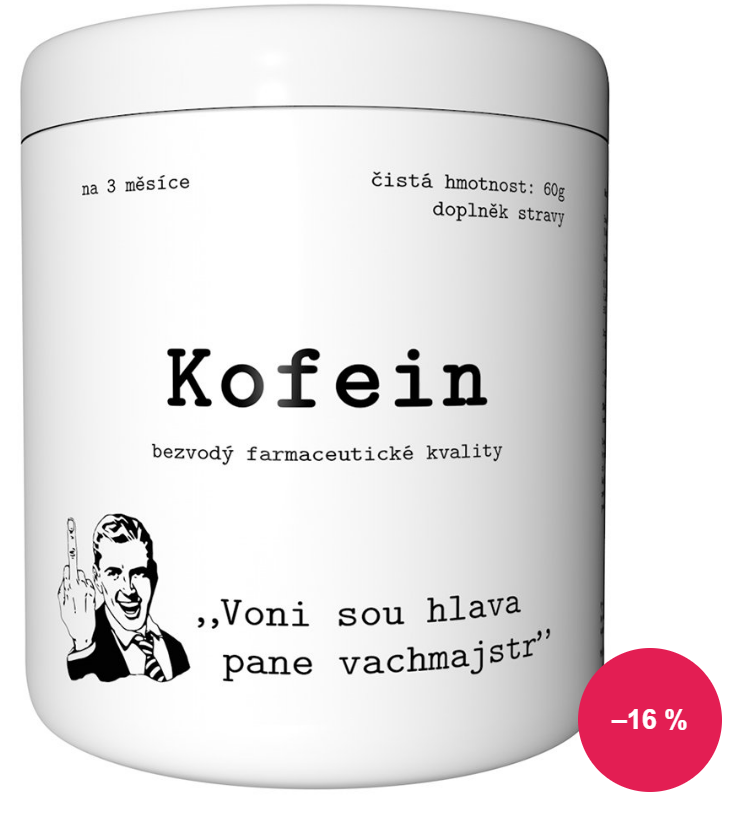 na 3 měsíce
čistá hmotnost: 60g
doplněk stravy
Kofein
bezvodý farmaceutické kvality
„Voni sou hlava
pane vachmajstr”
–16 %